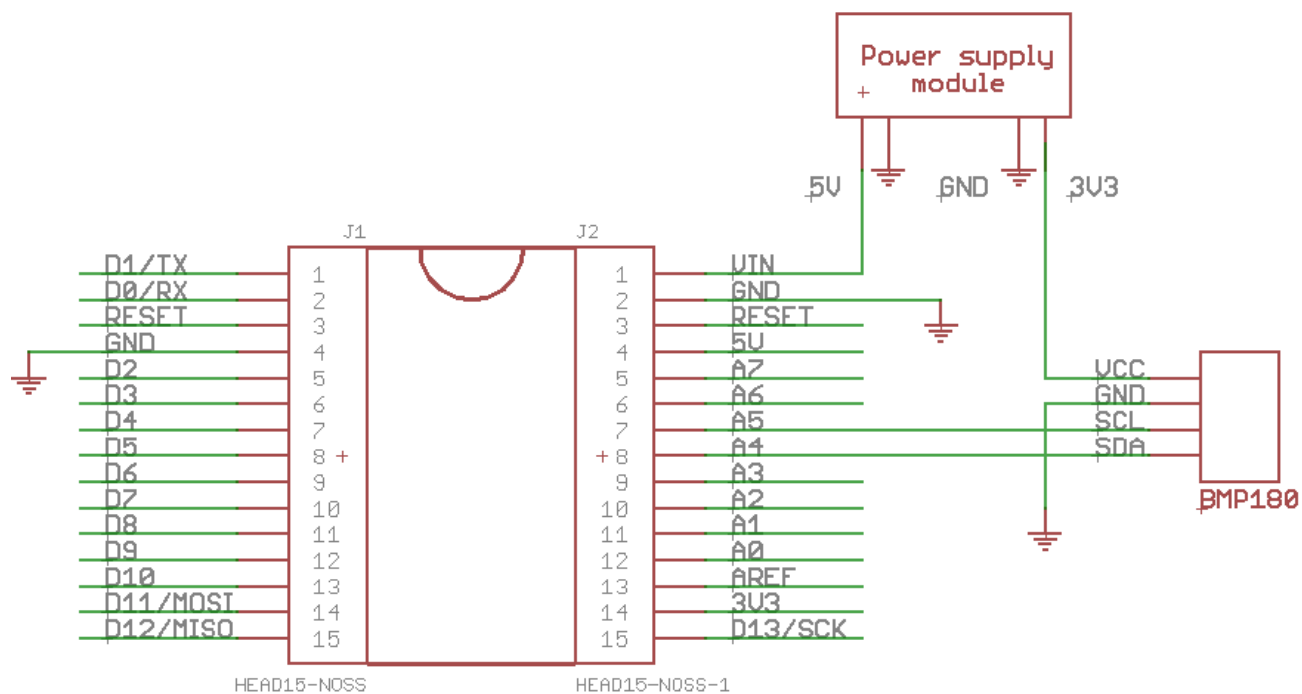 Power supply
module
5V
GND
3V3
J1
J2
D1/TX
1
1
VIN
D0/RX
2
2
GND
RESET
3
3
RESET
GND
4
4
5V
D2
5
5
A7
VCC
D3
6
6
A6
GND
D4
7
7
A5
SCL
D5
8
8
A4
SDA
D6
9
9
A3
D7
10
10
A2
BMP180
D8
11
11
A1
D9
12
12
A0
D10
13
13
AREF
D11/MOSI
14
14
3V3
D12/MISO
15
15
D13/SCK
HEAD15-NOSS
HEAD15-NOSS-1